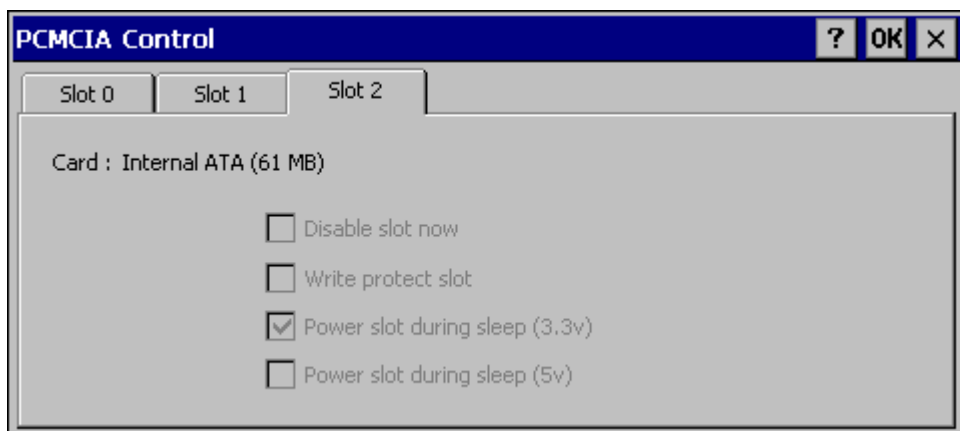 PCMCIA Control ? OK ×
Slot 0 Slot 1 Slot 2
Card : Internal ATA (61 MB)
Disable slot now
Write protect slot
Power slot during sleep (3.3v)
Power slot during sleep (5v)